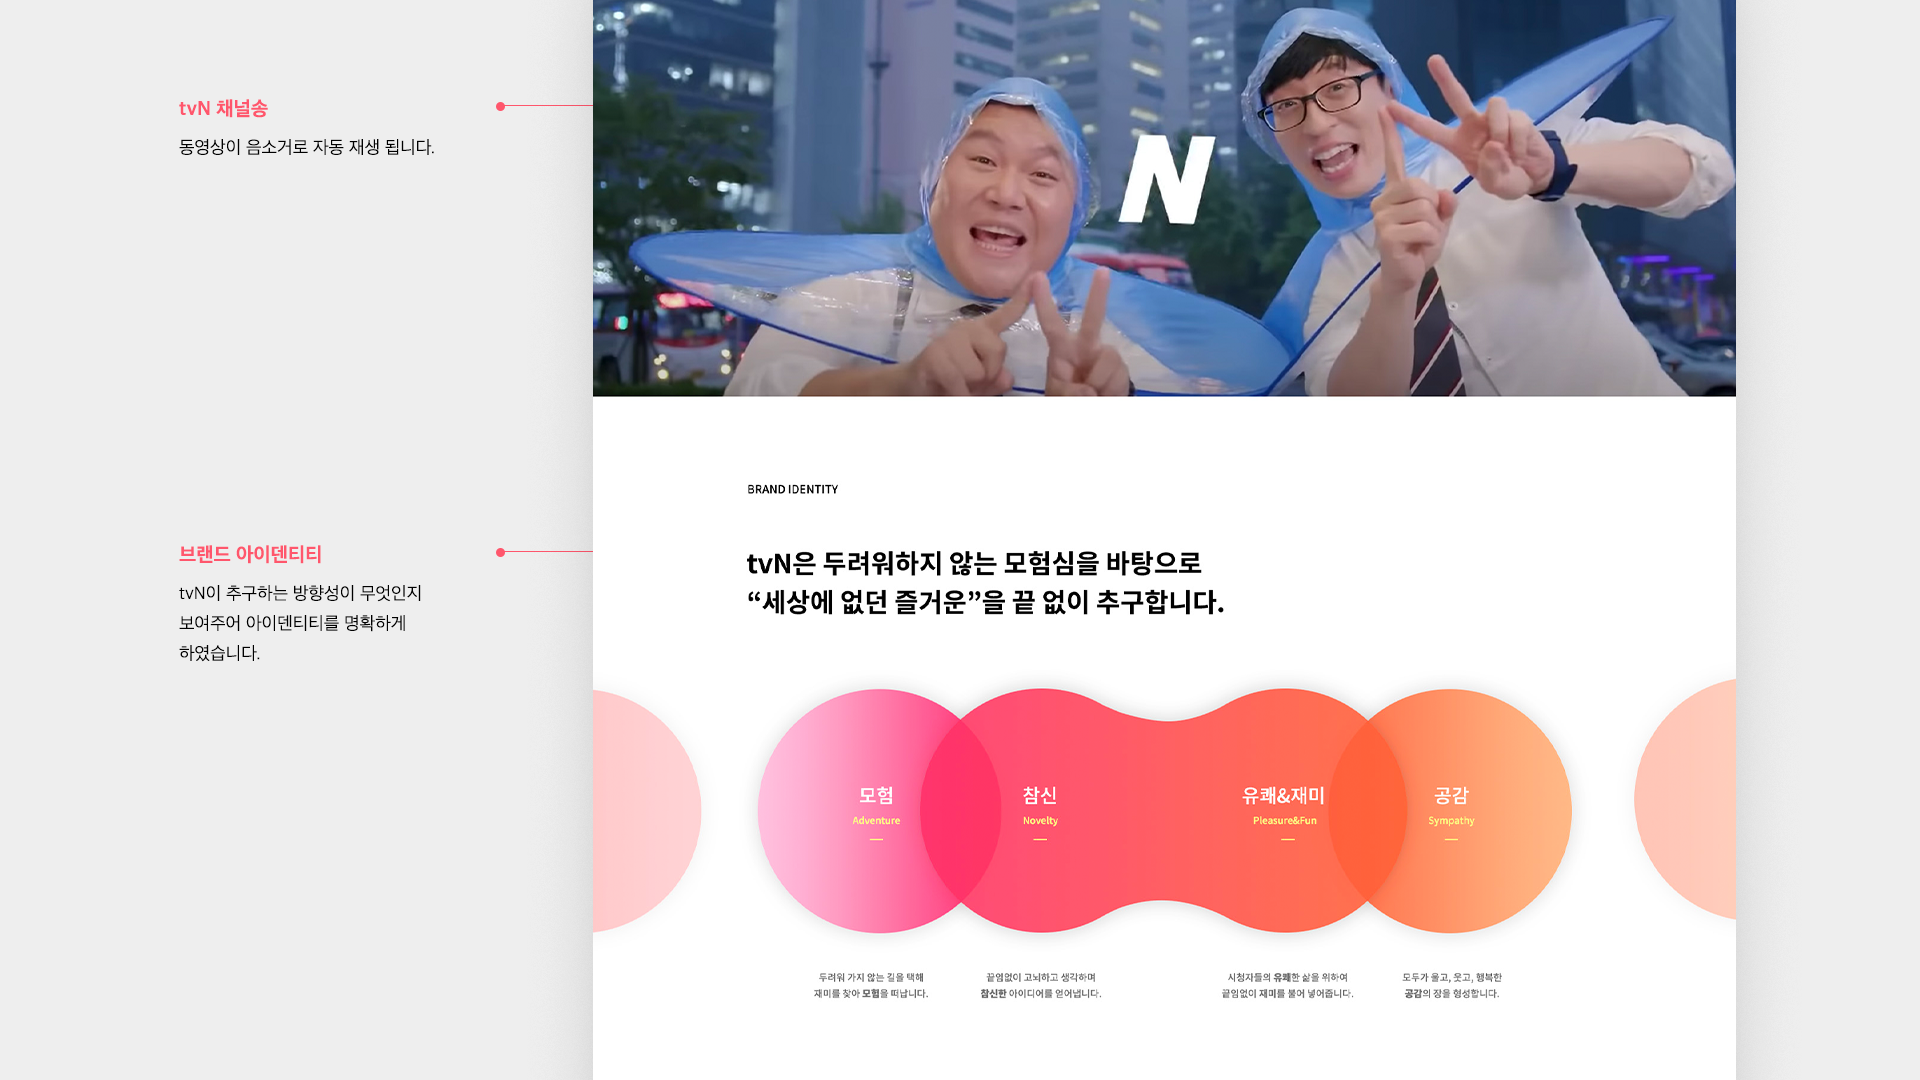 tvN 채널송
동영상이 음소거로 자동 재생 됩니다.
N
브랜드 아이덴티티
tvN이 추구하는 방향성이 무엇인지
보여주어 아이덴티티를 명확하게
하였습니다.
BRAND IDENTITY
tvN은 두려워하지 않는 모험심을 바탕으로
“세상에 없던 즐거운”을 끝 없이 추구합니다.
모험
Adventure
참신
Novelty
유쾌&재미
Pleasure&Fun
공감
Sympathy
두려워 가지 않는 길을 택해
재미를 찾아 모험을 떠납니다.
끝임없이 고뇌하고 생각하며
참신한 아이디어를 얻어냅니다.
시청자들의 유쾌한 삶을 위하여
끝임없이 재미를 불어 넣어줍니다.
모두가 울고, 웃고, 행복한
공감의 장을 형성합니다.